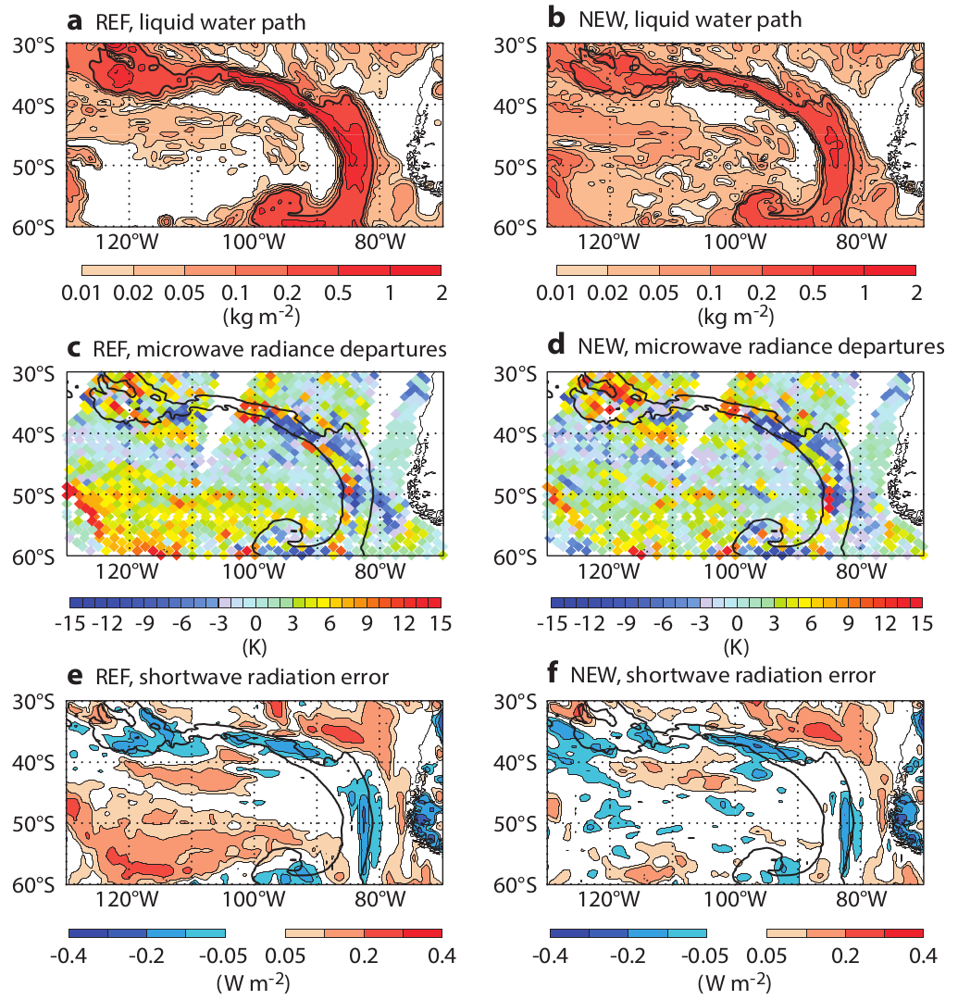 a REF, liquid water path
b NEW, liquid water path
30°S 40°S 50°S 60°S
30°S 40°S 50°S 60°S
120°W 100°W 80°W
120°W 100°W 80°W
0.01 0.02 0.05 0.1 0.2 0.5 1 2
0.01 0.02 0.05 0.1 0.2 0.5 1 2
(kg m-2)
(kg m-2)
c REF, microwave radiance departures
d NEW, microwave radiance departures
30°S 40°S 50°S 60°S
30°S 40°S 50°S 60°S
120°W 100°W 80°W
120°W 100°W 80°W
-15 -12 -9 -6 -3 0 3 6 9 12 15
-15 -12 -9 -6 -3 0 3 6 9 12 15
(K)
(K)
e REF, shortwave radiation error
f NEW, shortwave radiation error
30°S 40°S 50°S 60°S
30°S 40°S 50°S 60°S
120°W 100°W 80°W
120°W 100°W 80°W
-0.4 -0.2 -0.05 0.05 0.2 0.4
-0.4 -0.2 -0.05 0.05 0.2 0.4
(W m-2)
(W m-2)